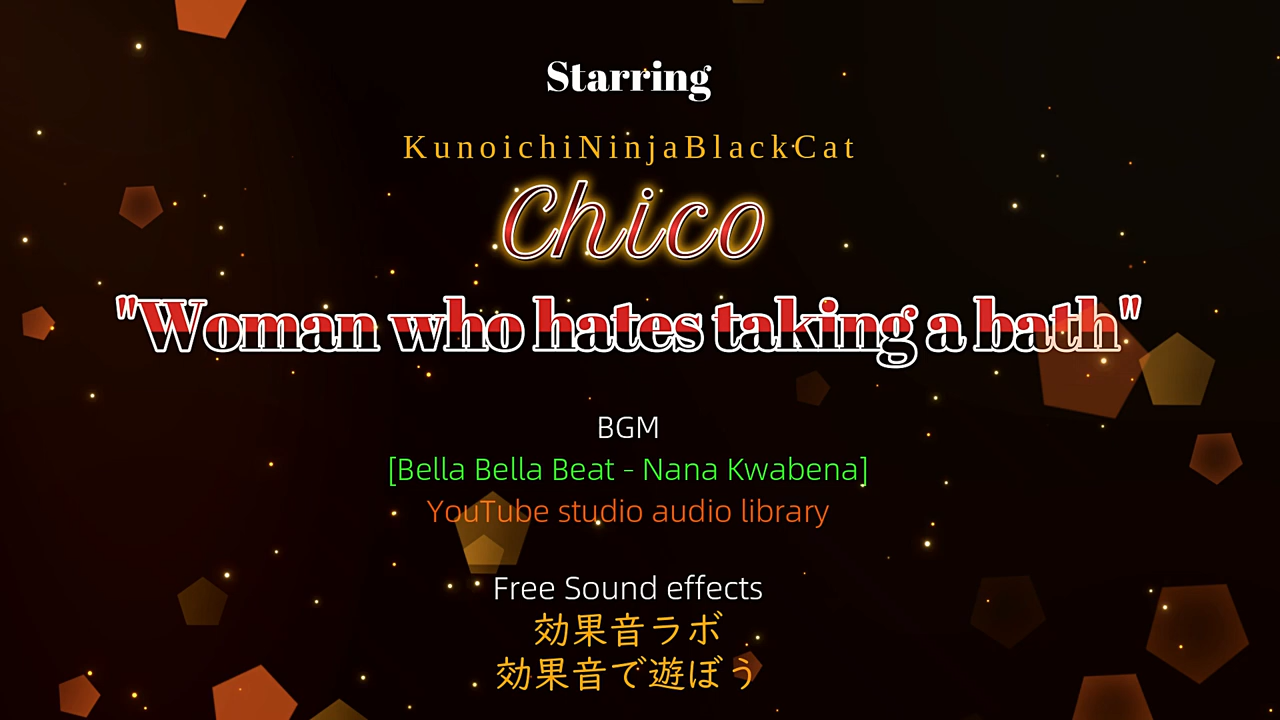 Starring
KunoichiNinjaBlackCat
Chico
"Woman who hates taking a bath"
BGM
[Bella Bella Beat - Nana Kwabena]
YouTube studio audio library
Free Sound effects
効果音ラボ
効果音で遊ぼう